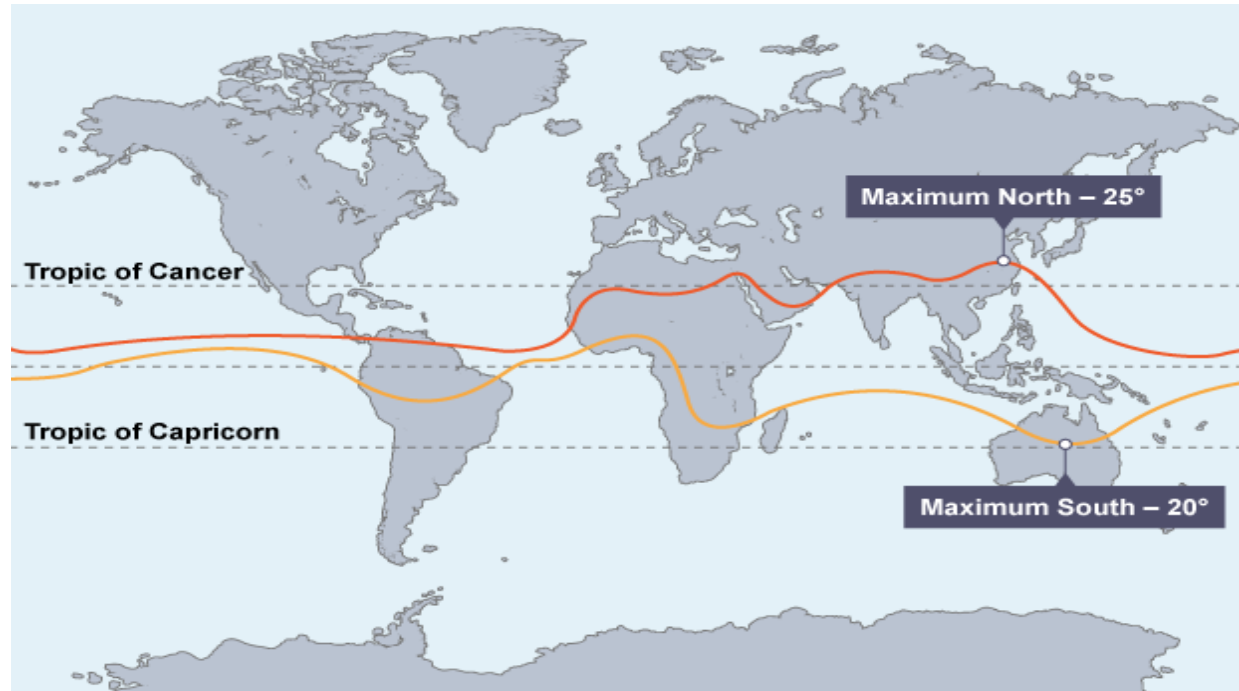 Maximum North – 25°
Tropic of Cancer
Tropic of Capricorn
Maximum South – 20°